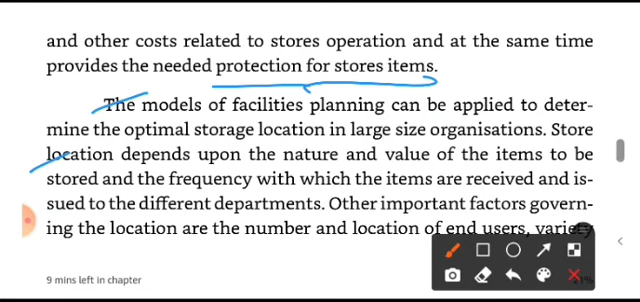 and other costs related to stores operation and at the same time
provides the needed protection for stores items.
The models of facilities planning can be applied to deter-
mine the optimal storage location in large size organisations. Store
location depends upon the nature and value of the items to be
stored and the frequency with which the items are received and is-
sued to the different departments. Other important factors govern-
ing the location are the number and location of end users, variety
9 mins left in chapter